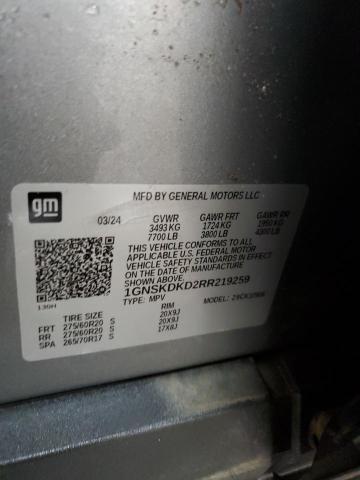 gm
MFD BY GENERAL MOTORS LLC
03/24 GVWR GAWR FRT GAWR RR
3493 KG 1724 KG 1950 KG
7700 LB 3800 LB 4300 LB
THIS VEHICLE CONFORMS TO ALL
APPLICABLE U.S. FEDERAL MOTOR
VEHICLE SAFETY STANDARDS IN EFFECT
ON THE DATE OF MANUFACTURE
SHOWN ABOVE.
1GNSKDKD2RR219259
TYPE: MPV MODEL:
130H
TIRE SIZE RIM
FRT 275/60R20 S 20X9J
RR 275/60R20 S 20X9J
SPA 265/70R17 S 17X8J